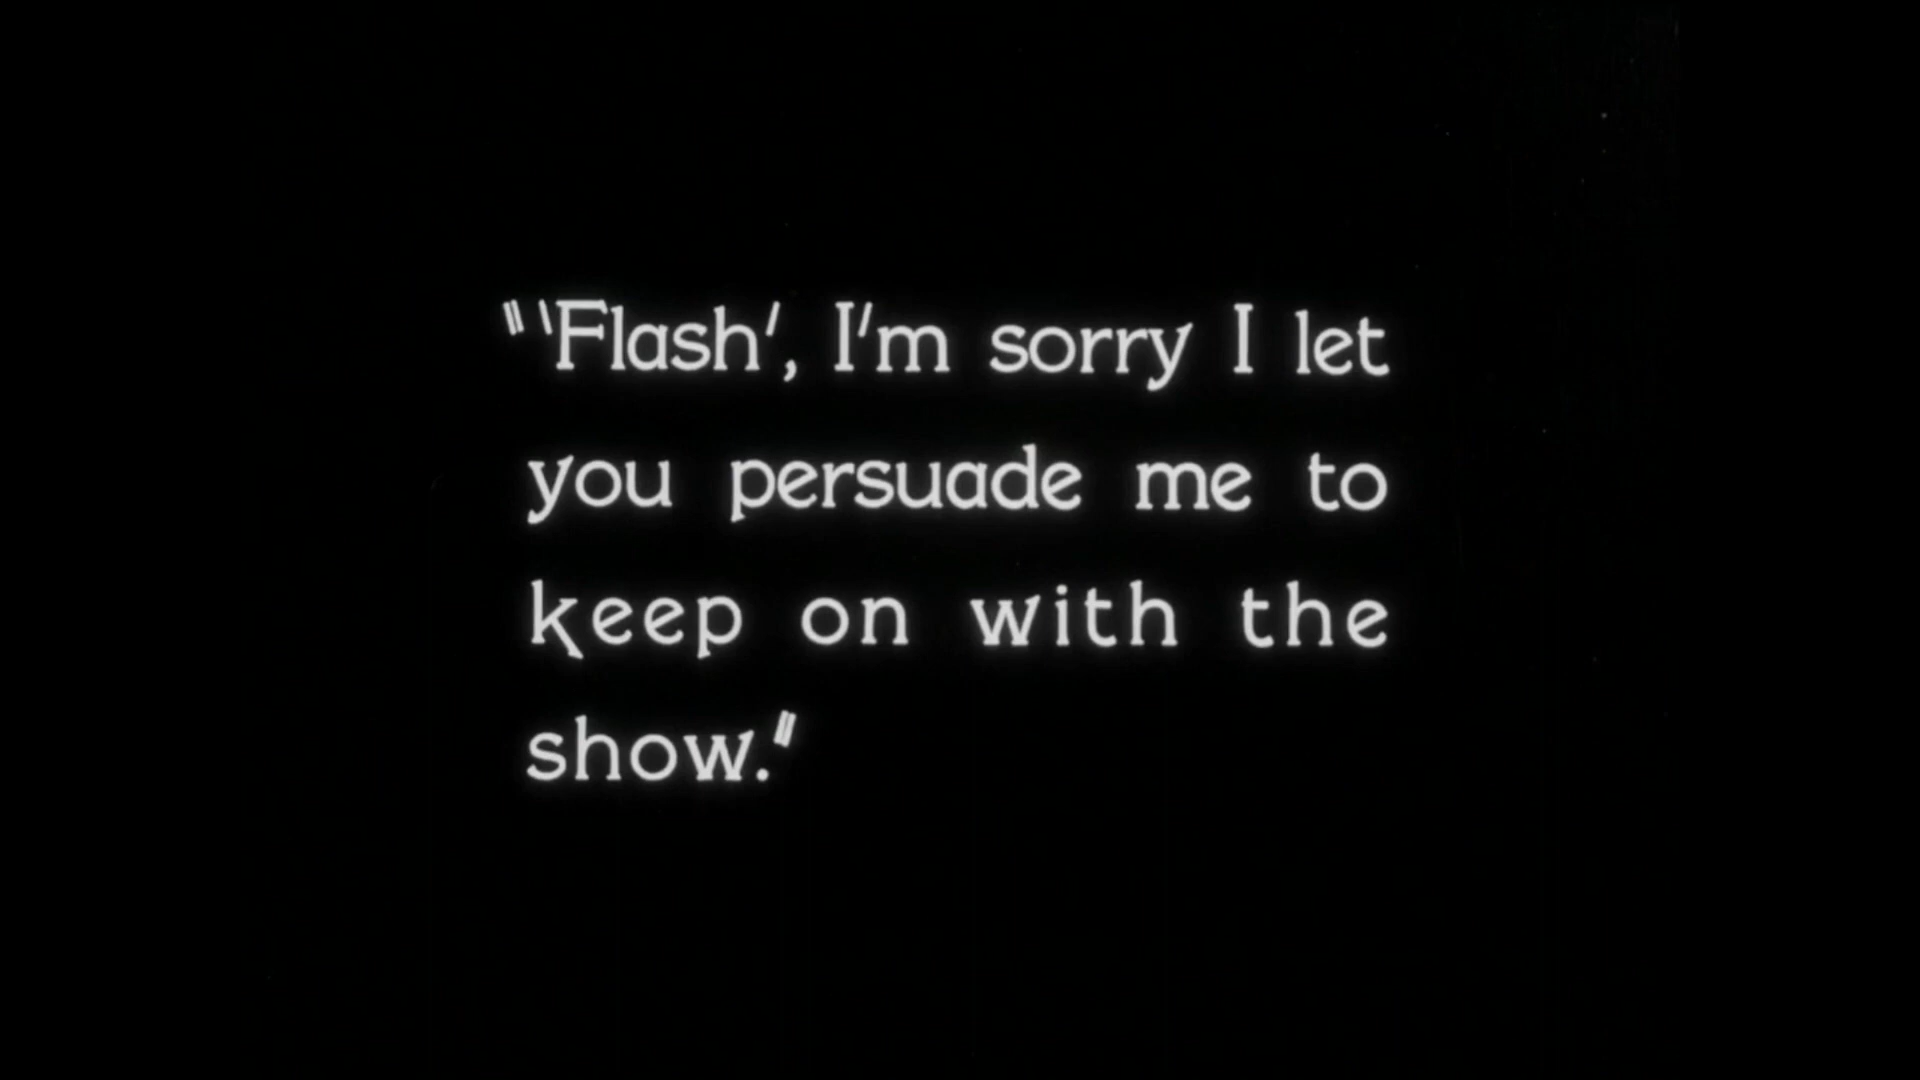 "'Flash', I'm sorry I let
you persuade me to
keep on with the
show."